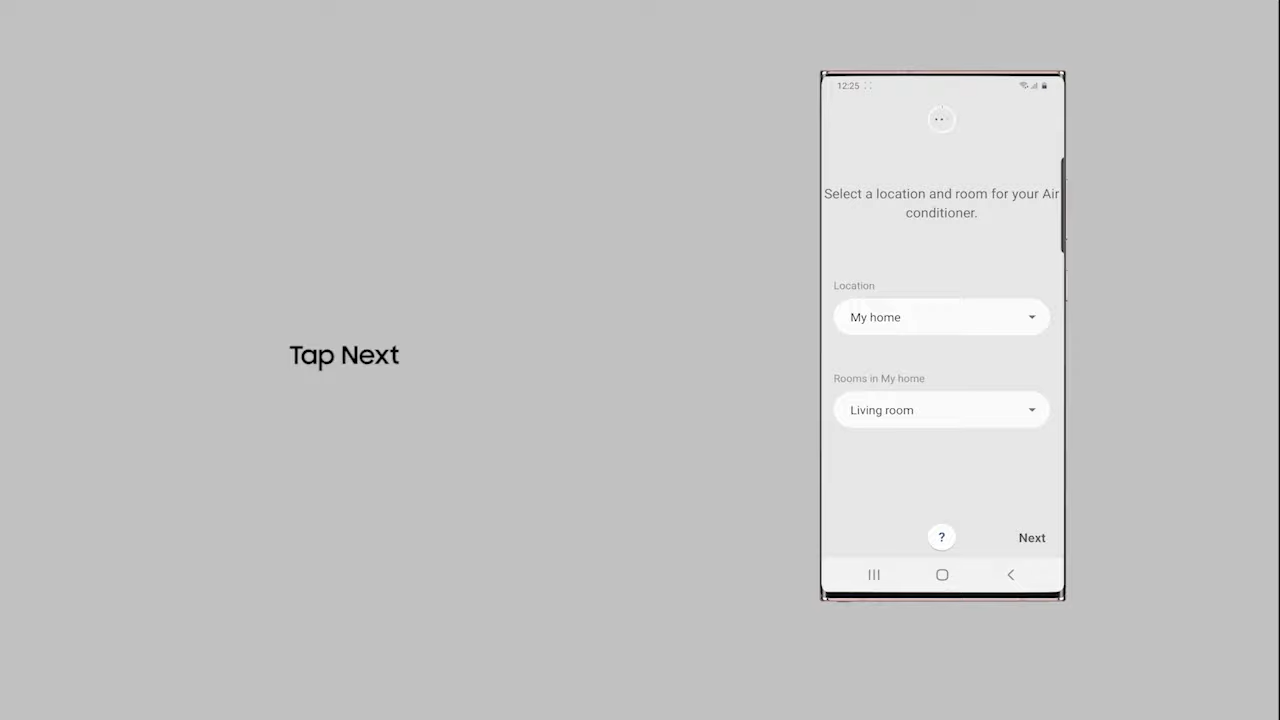 Tap Next
12:25
Select a location and room for your Air
conditioner.
Location
My home
Rooms in My home
Living room
?
Next